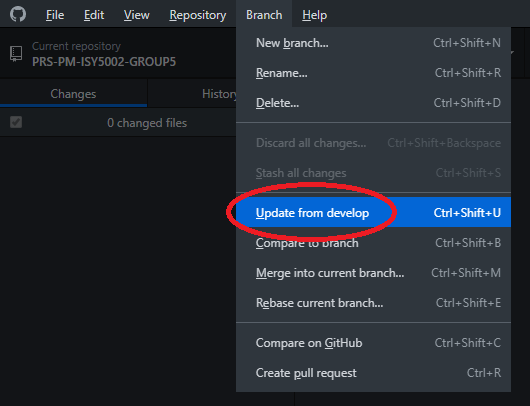 File Edit View Repository Branch Help
Current repository
PRS-PM-ISY5002-GROUP5
Changes
History
0 changed files
New branch... Ctrl+Shift+N
Rename... Ctrl+Shift+R
Delete... Ctrl+Shift+D
Discard all changes... Ctrl+Shift+Backspace
Stash all changes Ctrl+Shift+S
Update from develop Ctrl+Shift+U
Compare to branch Ctrl+Shift+B
Merge into current branch... Ctrl+Shift+M
Rebase current branch... Ctrl+Shift+E
Compare on GitHub Ctrl+Shift+C
Create pull request Ctrl+R